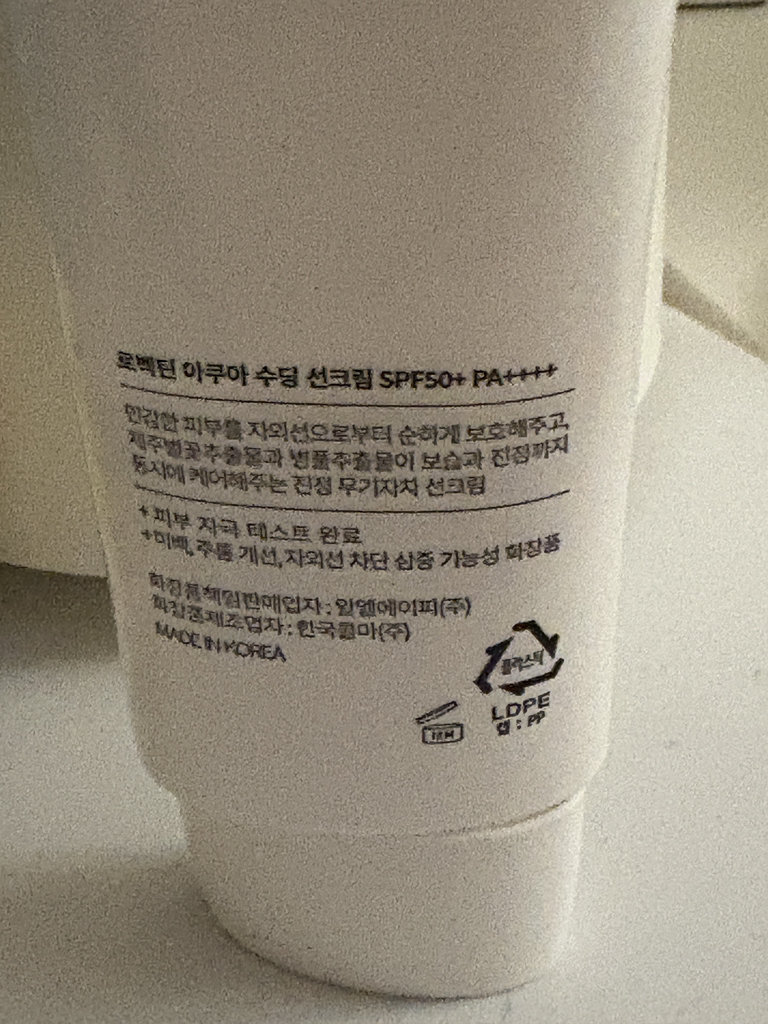 로벡틴 아쿠아 수딩 선크림 SPF50+ PA++++
민감한 피부를 자외선으로부터 순하게 보호해주고,
제주별꽃추출물과 병풀추출물이 보습과 진정까지
동시에 케어해주는 진정 무기자차 선크림
+ 피부 자극 테스트 완료
+미백, 주름 개선, 자외선 차단 삼중 기능성 화장품
화장품책임판매업자 : 일엘에이피(주)
화장품제조업자 : 한국콜마(주)
MADE IN KOREA
플라스틱
LDPE
캡 : PP
12M